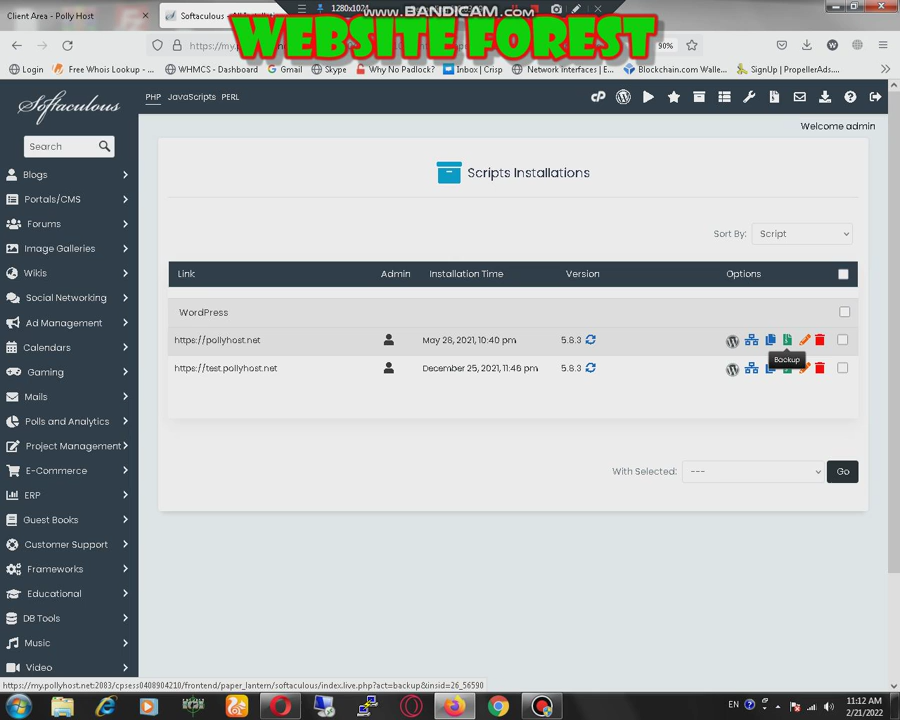 Client Area - Polly Host
Softaculous
1280x1024
www.BANDICAM.com
WEBSITE FOREST
https://my.
90%
Login
Free Whois Lookup - ...
WHMCS - Dashboard
Gmail
Skype
Why No Padlock?
Inbox | Crisp
Network Interfaces | E...
Blockchain.com Walle...
SignUp | PropellerAds....
Softaculous
PHP
JavaScripts
PERL
Welcome admin
Search
Blogs
Portals/CMS
Forums
Image Galleries
Wikis
Social Networking
Ad Management
Calendars
Gaming
Mails
Polls and Analytics
Project Management
E-Commerce
ERP
Guest Books
Customer Support
Frameworks
Educational
DB Tools
Music
Video
Scripts Installations
Sort By: Script
Link Admin Installation Time Version Options
WordPress
https://pollyhost.net May 28, 2021, 10:40 pm 5.8.3
Backup
https://test.pollyhost.net December 25, 2021, 11:46 pm 5.8.3
With Selected: --- Go
https://my.pollyhost.net:2083/cpsess0408904210/frontend/paper_lantern/softaculous/index.live.php?act=backup&insid=26_56590
EN
11:12 AM
2/21/2022